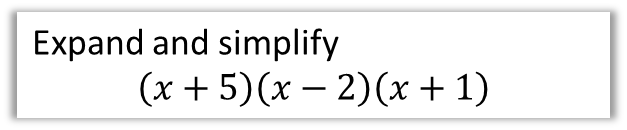 Expand and simplify
(x + 5)(x − 2)(x + 1)